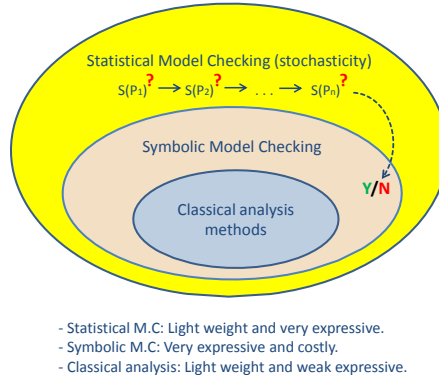 Statistical Model Checking (stochasticity)
S(P₁)? → S(P₂)? → . . . → S(Pₙ)?
Symbolic Model Checking
Y/N
Classical analysis
methods
- Statistical M.C: Light weight and very expressive.
- Symbolic M.C: Very expressive and costly.
- Classical analysis: Light weight and weak expressive.